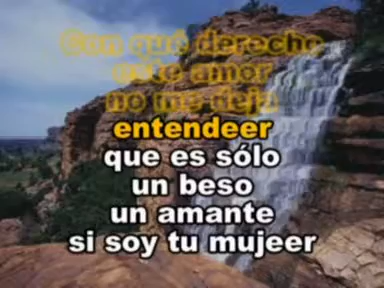 Con qué derecho
este amor
no me deja
entendeer
que es sólo
un beso
un amante
si soy tu mujeer